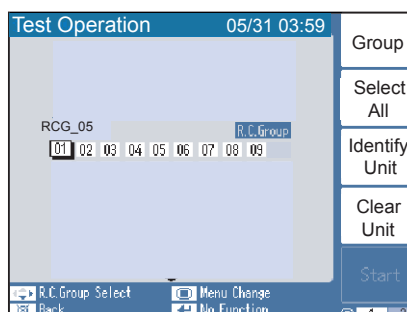 Test Operation 05/31 03:59
Group
Select
All
RCG_05
R.C.Group
01 02 03 04 05 06 07 08 09
Identify
Unit
Clear
Unit
Start
R.C.Group Select Menu Change
Back No Function
1